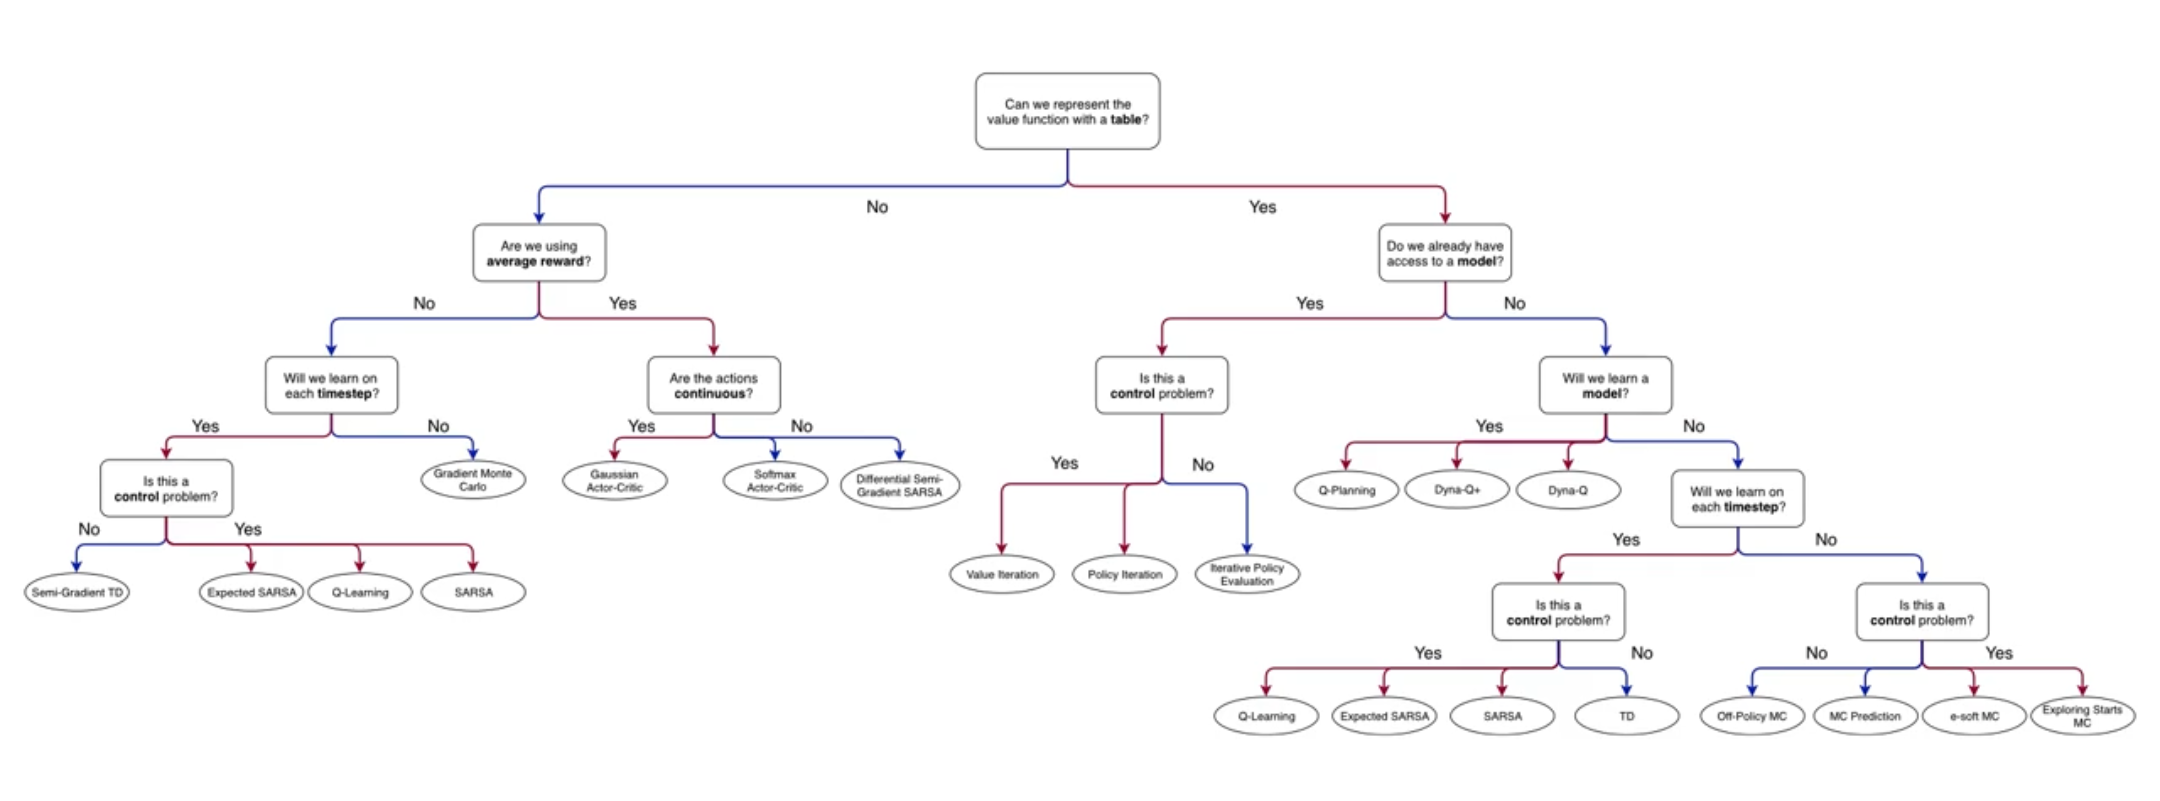 Can we represent the
value function with a table?
No
Yes
Are we using
average reward?
Do we already have
access to a model?
No
Yes
Yes
No
Will we learn on
each timestep?
Are the actions
continuous?
Is this a
control problem?
Will we learn a
model?
Yes
No
Yes
No
Yes
No
Yes
No
Is this a
control problem?
Gradient Monte
Carlo
Gaussian
Actor-Critic
Softmax
Actor-Critic
Differential Semi-
Gradient SARSA
Q-Planning
Dyna-Q+
Dyna-Q
Will we learn on
each timestep?
No
Yes
Yes
No
Semi-Gradient TD
Expected SARSA
Q-Learning
SARSA
Value Iteration
Policy Iteration
Iterative Policy
Evaluation
Is this a
control problem?
Is this a
control problem?
Yes
No
No
Yes
Q-Learning
Expected SARSA
SARSA
TD
Off-Policy MC
MC Prediction
e-soft MC
Exploring Starts
MC